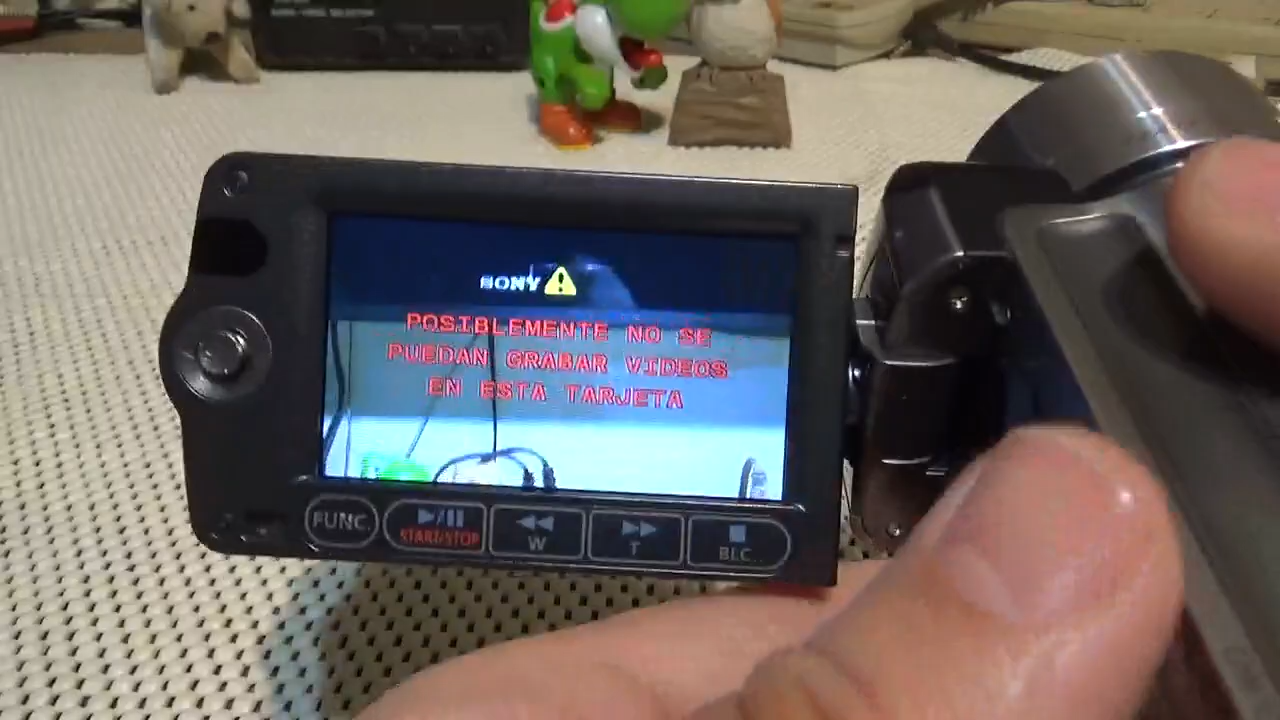 SONY
POSIBLEMENTE NO SE
PUEDAN GRABAR VIDEOS
EN ESTA TARJETA
FUNC.
START/STOP
W
T
BLC